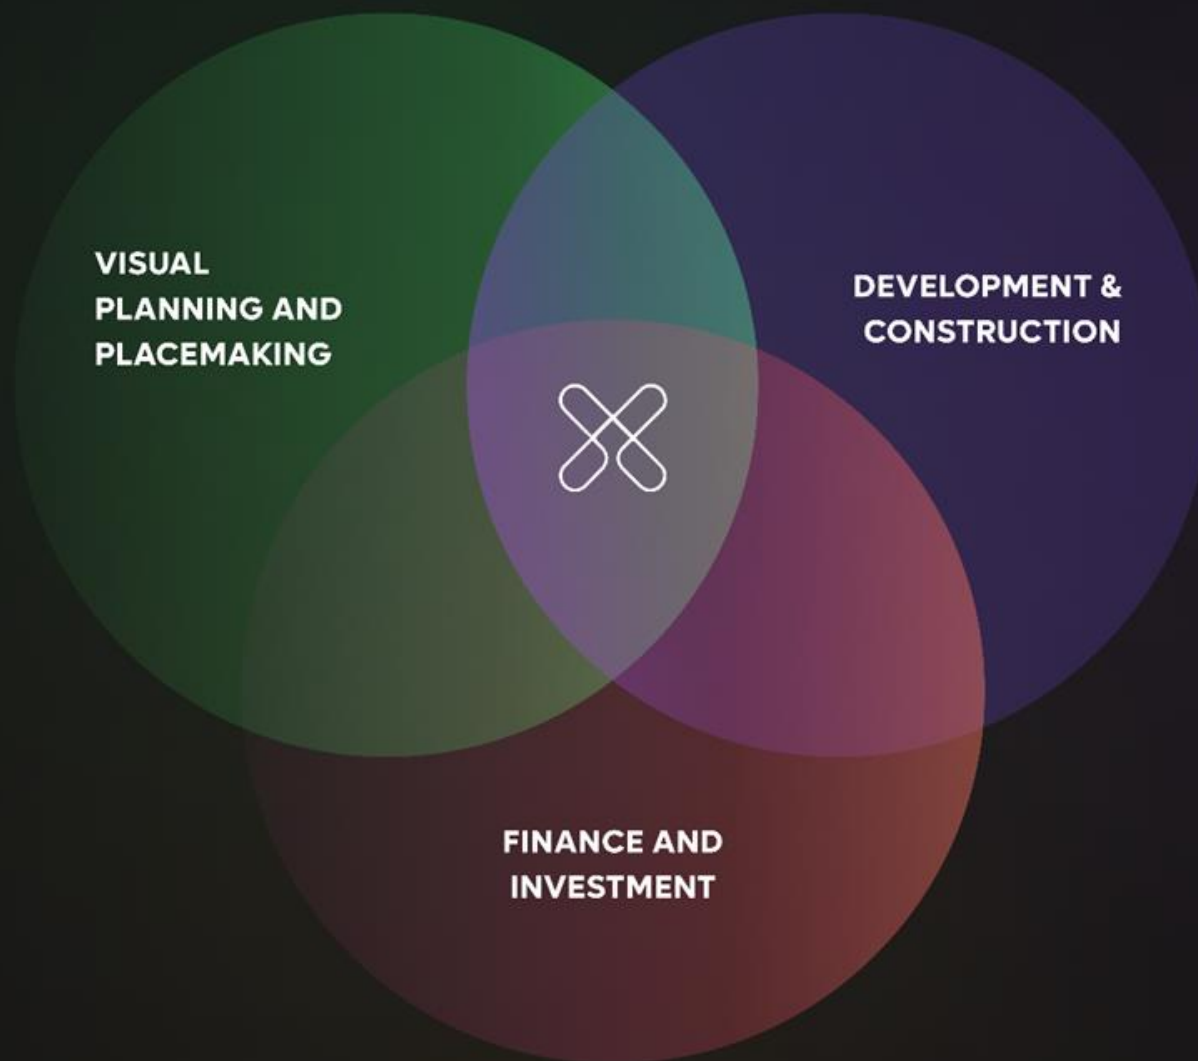 VISUAL
PLANNING AND
PLACEMAKING
DEVELOPMENT &
CONSTRUCTION
FINANCE AND
INVESTMENT